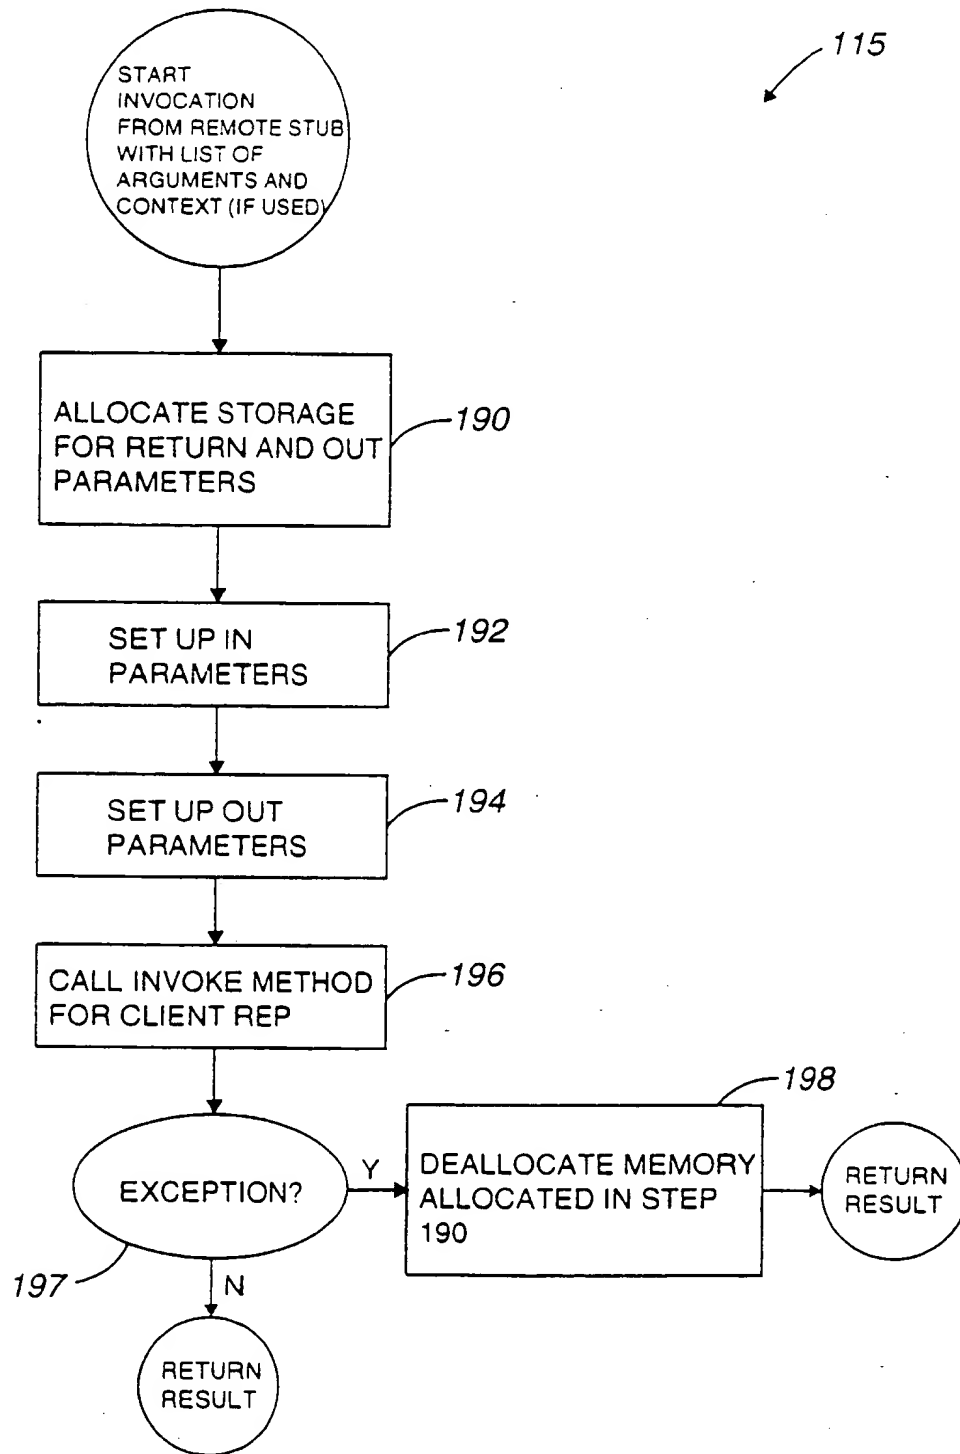 115
START
INVOCATION
FROM REMOTE STUB
WITH LIST OF
ARGUMENTS AND
CONTEXT (IF USED)
ALLOCATE STORAGE
FOR RETURN AND OUT
PARAMETERS
190
SET UP IN
PARAMETERS
192
SET UP OUT
PARAMETERS
194
CALL INVOKE METHOD
FOR CLIENT REP
196
EXCEPTION?
197
Y
DEALLOCATE MEMORY
ALLOCATED IN STEP
190
198
RETURN
RESULT
N
RETURN
RESULT